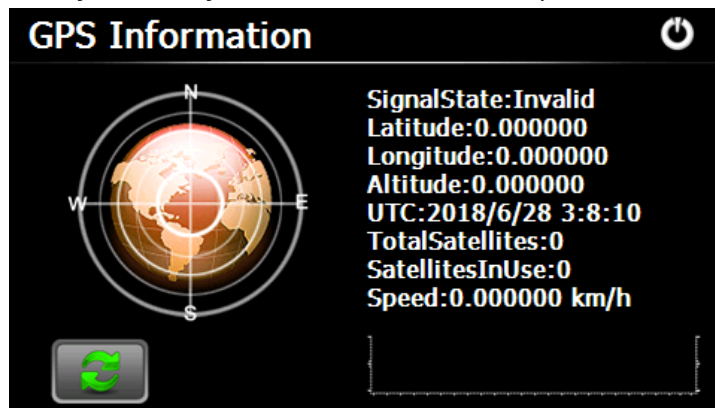 GPS Information
N
W
E
S
SignalState:Invalid
Latitude:0.000000
Longitude:0.000000
Altitude:0.000000
UTC:2018/6/28 3:8:10
TotalSatellites:0
SatellitesInUse:0
Speed:0.000000 km/h